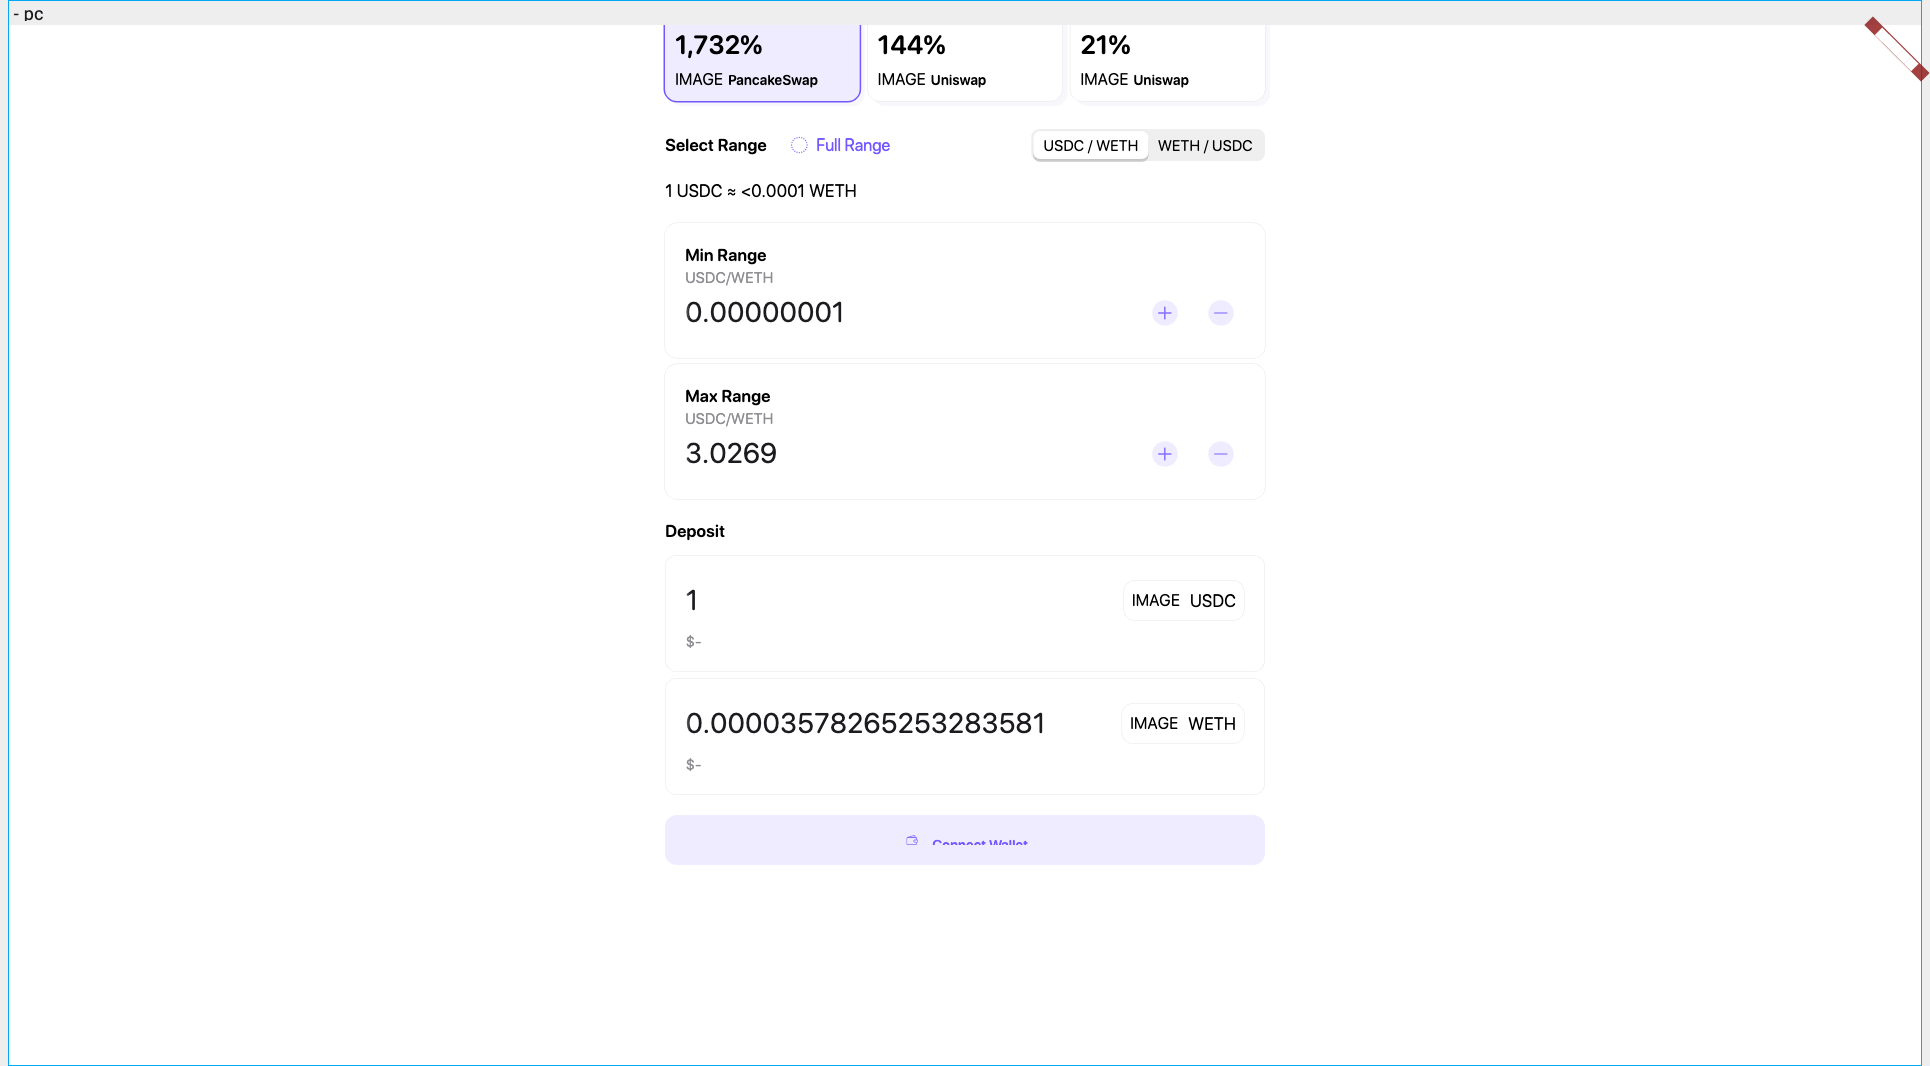 - pc
1,732% 144% 21%
IMAGE PancakeSwap IMAGE Uniswap IMAGE Uniswap
Select Range Full Range USDC / WETH WETH / USDC
1 USDC ≈ <0.0001 WETH
Min Range
USDC/WETH
0.00000001
Max Range
USDC/WETH
3.0269
Deposit
1 IMAGE USDC
$-
0.00003578265253283581 IMAGE WETH
$-
Connect Wallet